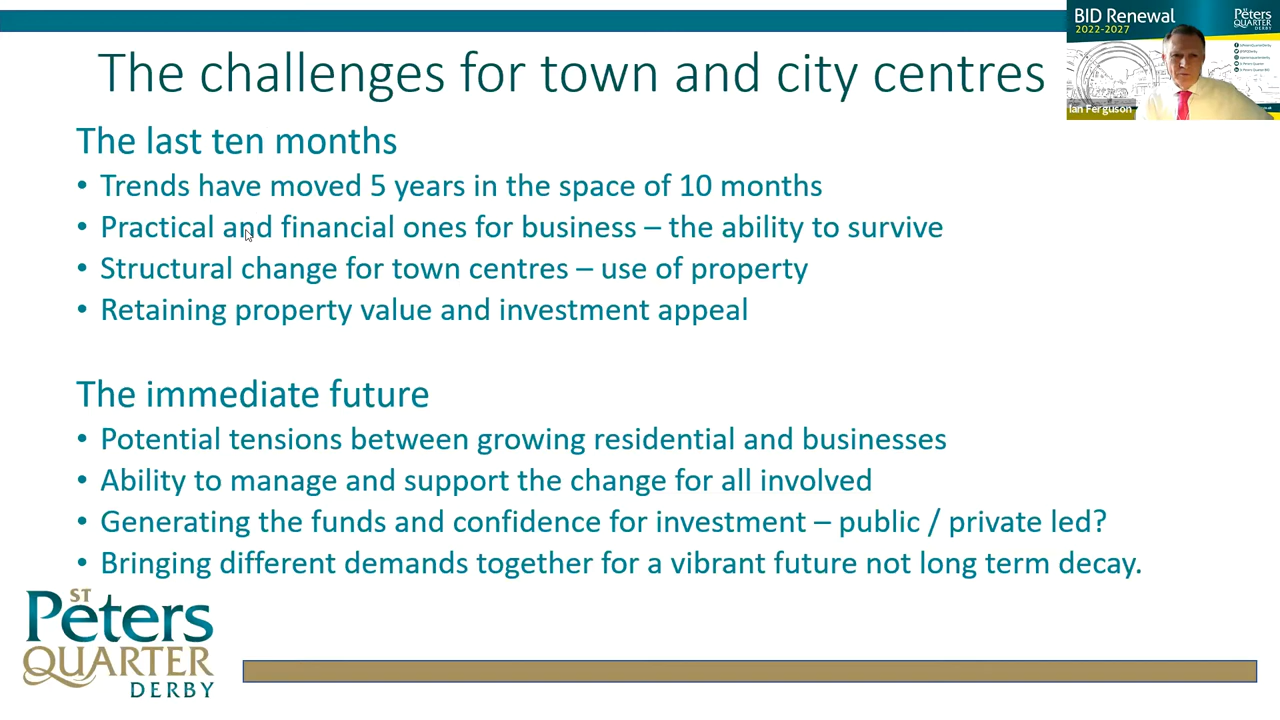 The challenges for town and city centres
The last ten months
• Trends have moved 5 years in the space of 10 months
• Practical and financial ones for business – the ability to survive
• Structural change for town centres – use of property
• Retaining property value and investment appeal
The immediate future
• Potential tensions between growing residential and businesses
• Ability to manage and support the change for all involved
• Generating the funds and confidence for investment – public / private led?
• Bringing different demands together for a vibrant future not long term decay.
ST
Peters
QUARTER
DERBY
BID Renewal
2022-2027
St Peters
QUARTER
DERBY
Ian Ferguson